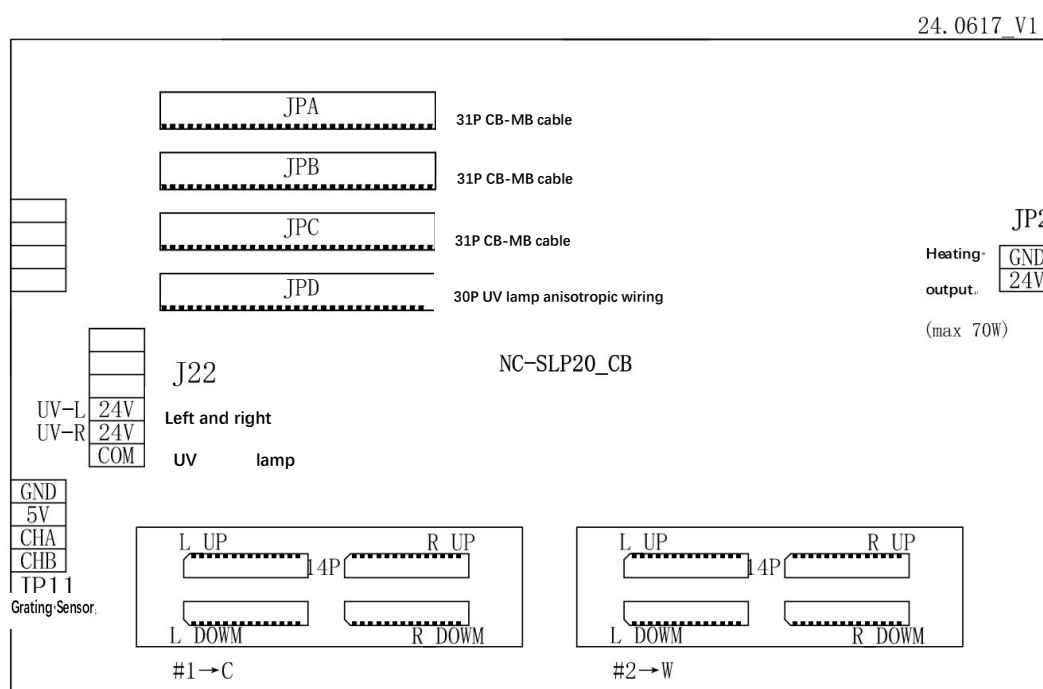 24.0617_V1
JPA
31P CB-MB cable
JPB
31P CB-MB cable
JPC
31P CB-MB cable
JP2
Heating
GND
output
24V
JPD
30P UV lamp anisotropic wiring
(max 70W)
NC-SLP20_CB
J22
UV-L 24V
Left and right
UV-R 24V
COM
UV lamp
GND
5V
CHA
CHB
JP11
Grating Sensor
L UP
R UP
14P
L DOWM
R DOWM
#1→C
L UP
R UP
14P
L DOWM
R DOWM
#2→W